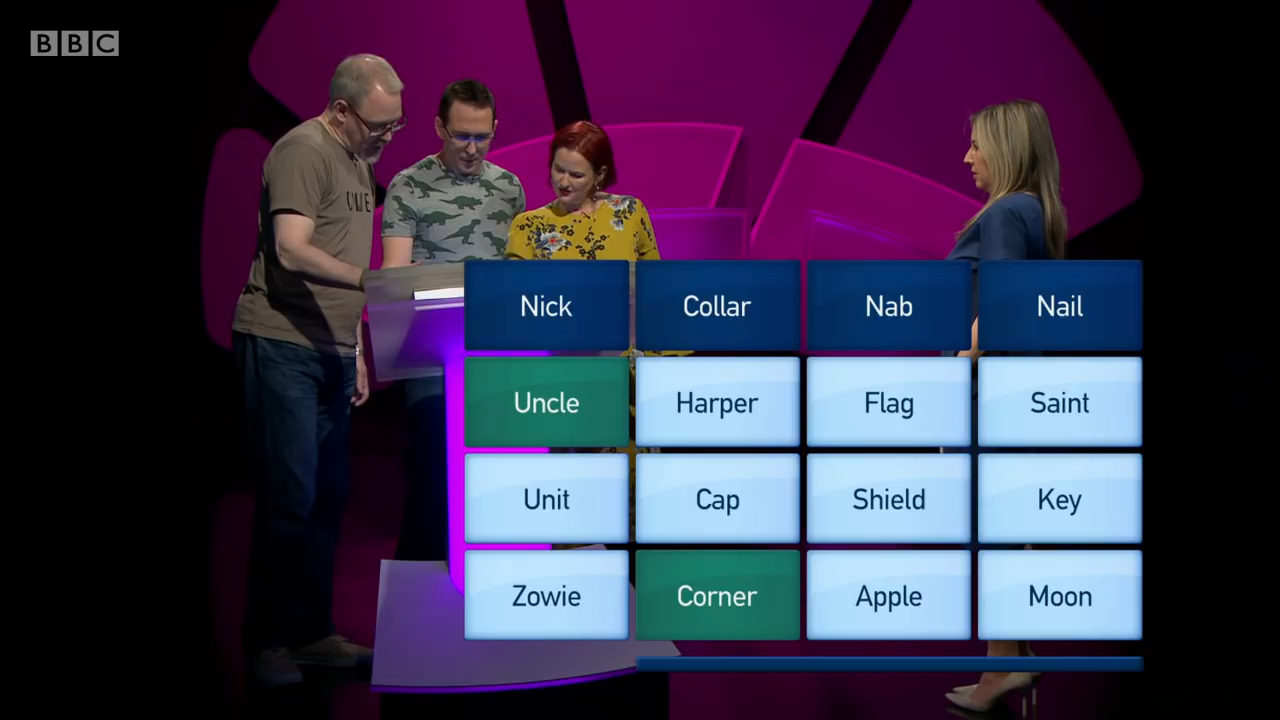 BBC
Nick Collar Nab Nail
Uncle Harper Flag Saint
Unit Cap Shield Key
Zowie Corner Apple Moon